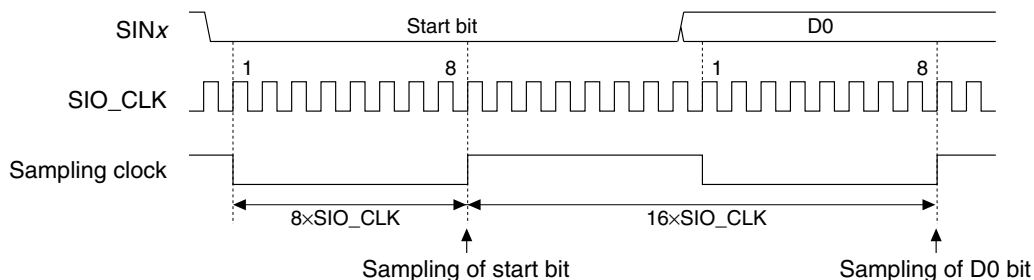 SINx
Start bit
D0
1 8 1 8
SIO_CLK
Sampling clock
8×SIO_CLK 16×SIO_CLK
Sampling of start bit Sampling of D0 bit